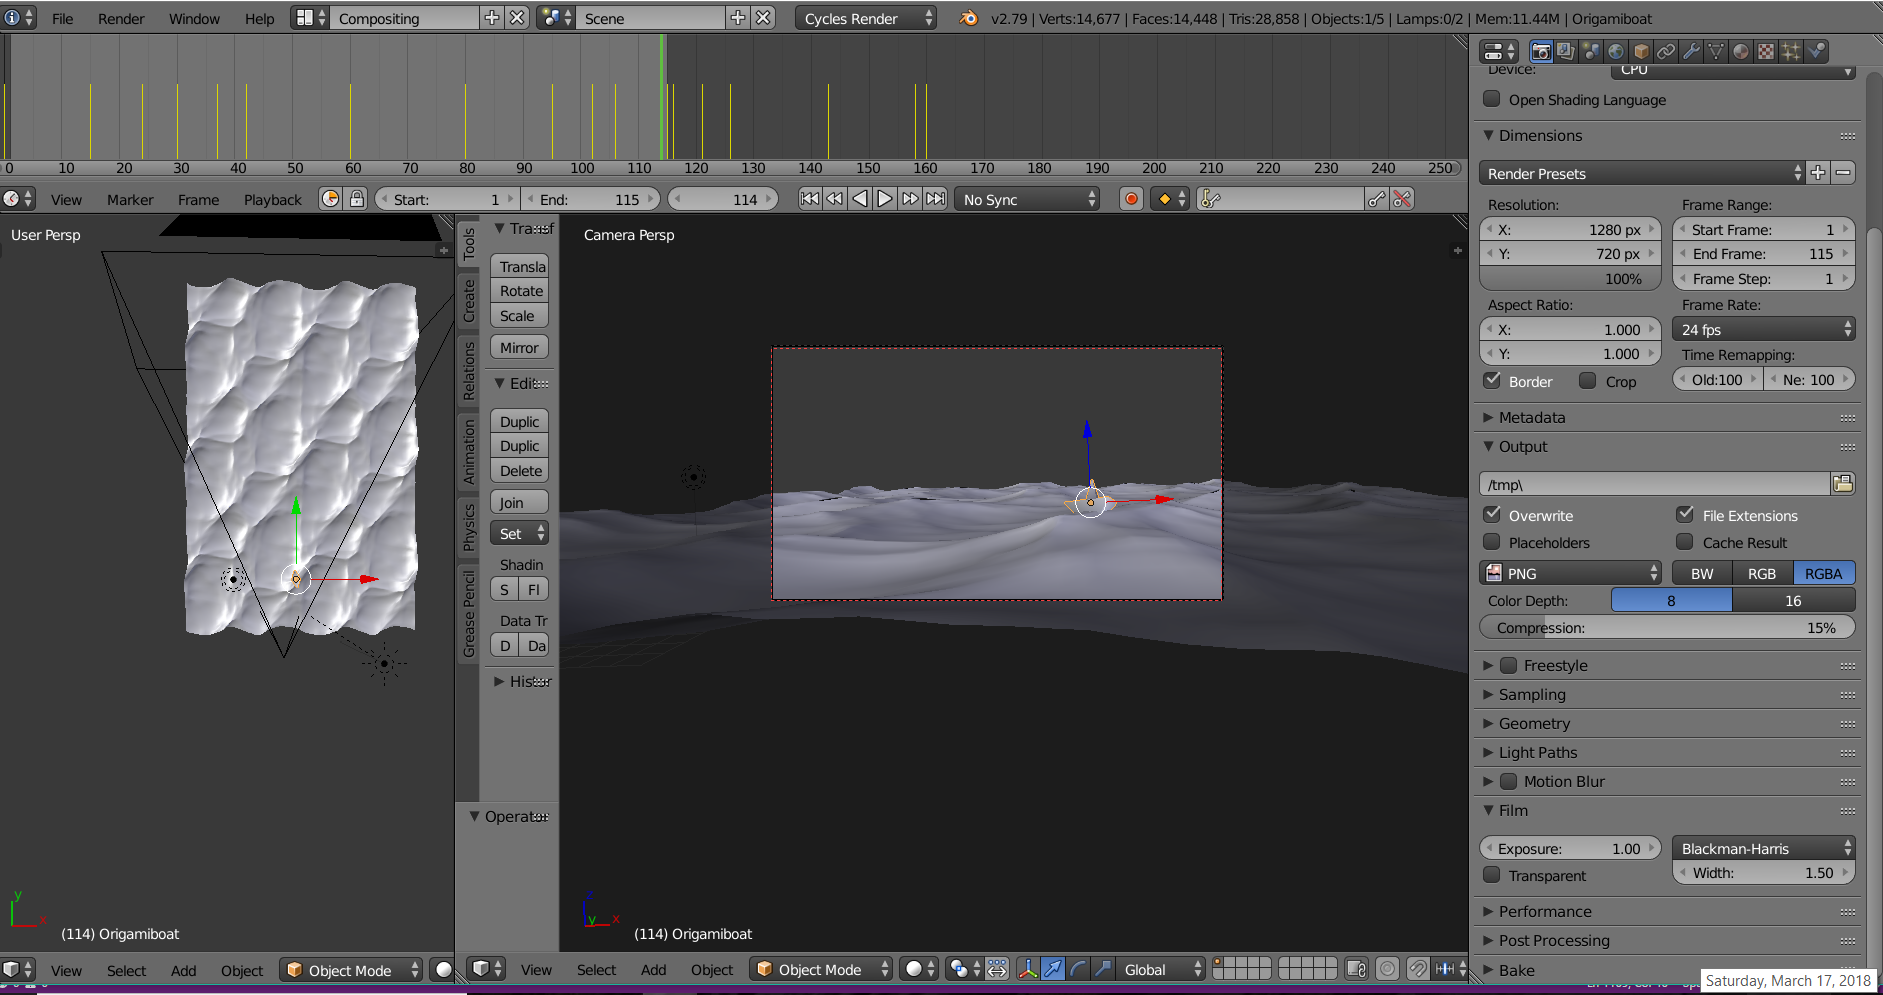 File Render Window Help Compositing Scene Cycles Render v2.79 | Verts:14,677 | Faces:14,448 | Tris:28,858 | Objects:1/5 | Lamps:0/2 | Mem:11.44M | Origamiboat
0 10 20 30 40 50 60 70 80 90 100 110 120 130 140 150 160 170 180 190 200 210 220 230 240 250
View Marker Frame Playback Start: 1 End: 115 114 No Sync
User Persp
(114) Origamiboat
View Select Add Object Object Mode
Tools
Create
Relations
Animation
Physics
Grease Pencil
Transf
Transla
Rotate
Scale
Mirror
Edi
Duplic
Duplic
Delete
Join
Set
Shadin
S Fl
Data Tr
D Da
Histor
Operato
Camera Persp
(114) Origamiboat
View Select Add Object Object Mode Global
Device: CPU
Open Shading Language
Dimensions
Render Presets
Resolution: Frame Range:
X: 1280 px Start Frame: 1
Y: 720 px End Frame: 115
100% Frame Step: 1
Aspect Ratio: Frame Rate:
X: 1.000 24 fps
Y: 1.000 Time Remapping:
Border Crop Old:100 Ne: 100
Metadata
Output
/tmp\
Overwrite File Extensions
Placeholders Cache Result
PNG BW RGB RGBA
Color Depth: 8 16
Compression: 15%
Freestyle
Sampling
Geometry
Light Paths
Motion Blur
Film
Exposure: 1.00 Blackman-Harris
Transparent Width: 1.50
Performance
Post Processing
Bake
Saturday, March 17, 2018